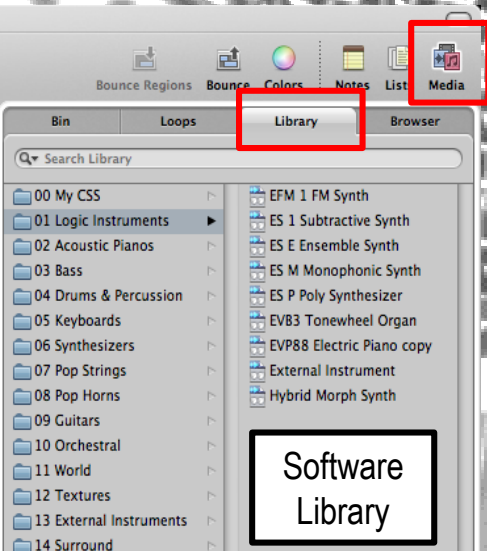 Bounce Regions Bounce Colors Notes Lists Media
Bin Loops Library Browser
Search Library
00 My CSS
01 Logic Instruments
02 Acoustic Pianos
03 Bass
04 Drums & Percussion
05 Keyboards
06 Synthesizers
07 Pop Strings
08 Pop Horns
09 Guitars
10 Orchestral
11 World
12 Textures
13 External Instruments
14 Surround
EFM 1 FM Synth
ES 1 Subtractive Synth
ES E Ensemble Synth
ES M Monophonic Synth
ES P Poly Synthesizer
EVB3 Tonewheel Organ
EVP88 Electric Piano copy
External Instrument
Hybrid Morph Synth
Software
Library